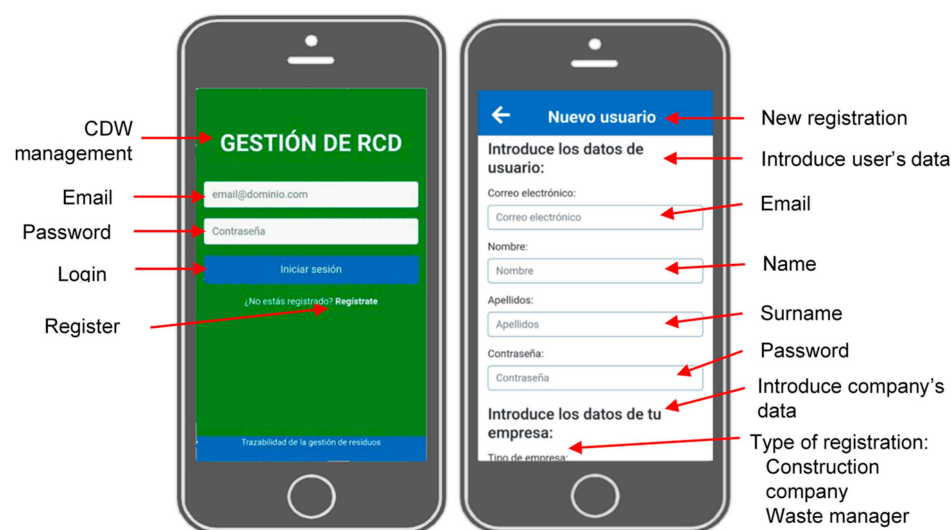 CDW
management
Email
Password
Login
Register
GESTIÓN DE RCD
email@dominio.com
Contraseña
Iniciar sesión
¿No estás registrado? Regístrate
Trazabilidad de la gestión de residuos
Nuevo usuario
Introduce los datos de
usuario:
Correo electrónico:
Correo electrónico
Nombre:
Nombre
Apellidos:
Apellidos
Contraseña:
Contraseña
Introduce los datos de tu
empresa:
Tipo de empresa:
New registration
Introduce user's data
Email
Name
Surname
Password
Introduce company's
data
Type of registration:
Construction
company
Waste manager